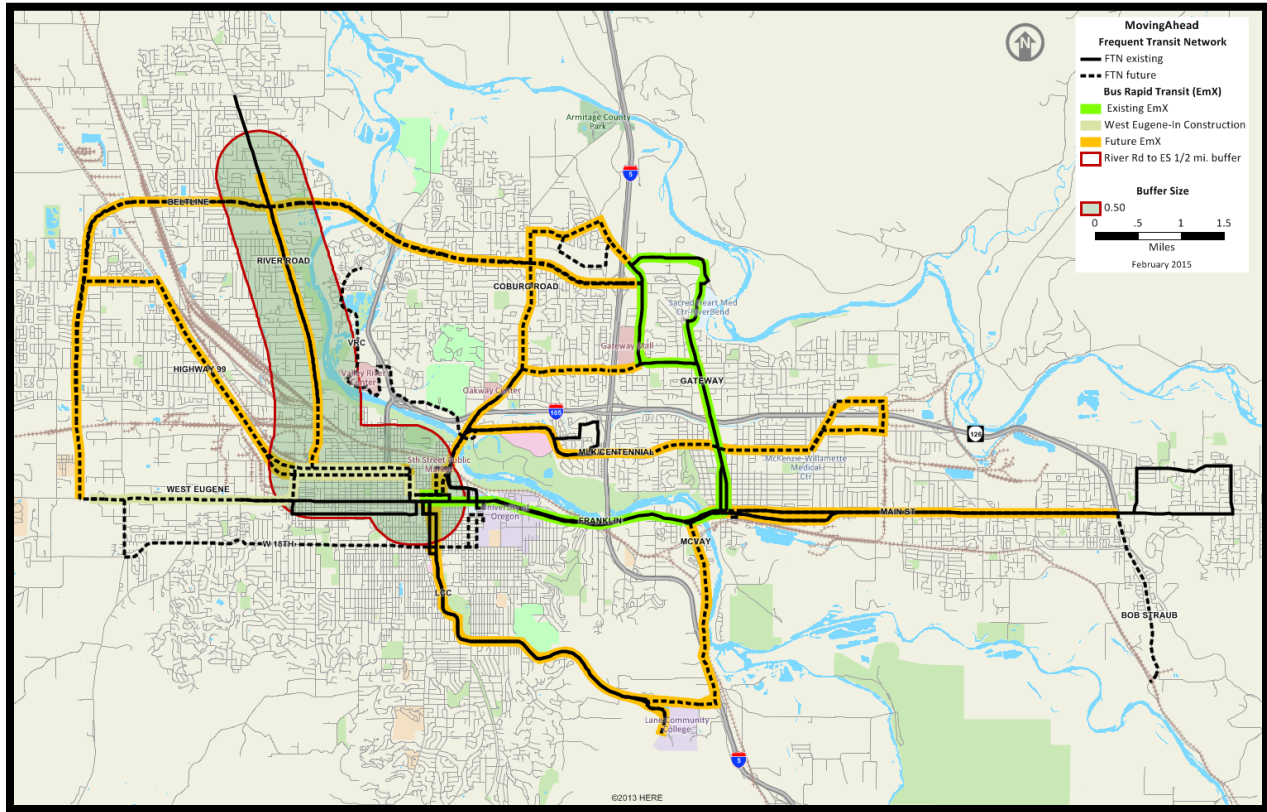 MovingAhead
Frequent Transit Network
FTN existing
FTN future
Bus Rapid Transit (EmX)
Existing EmX
West Eugene-In Construction
Future EmX
River Rd to ES 1/2 mi. buffer
Buffer Size
0.50
0 .5 1 1.5
Miles
February 2015
N
Armitage County
Park
5
BELTLINE
RIVER ROAD
COBURG ROAD
Sacred Heart Med
Ctr-RiverBend
VRC
Gateway Mall
HIGHWAY 99
Valley River
Center
Oakway Center
GATEWAY
105
126
MLK/CENTENNIAL
5th Street Public
Market
McKenzie-Willamette
Medical
Ctr
WEST EUGENE
University of
Oregon
FRANKLIN
MAIN ST
W 18TH
MCVAY
LCC
BOB STRAUB
Lane Community
College
5
©2013 HERE